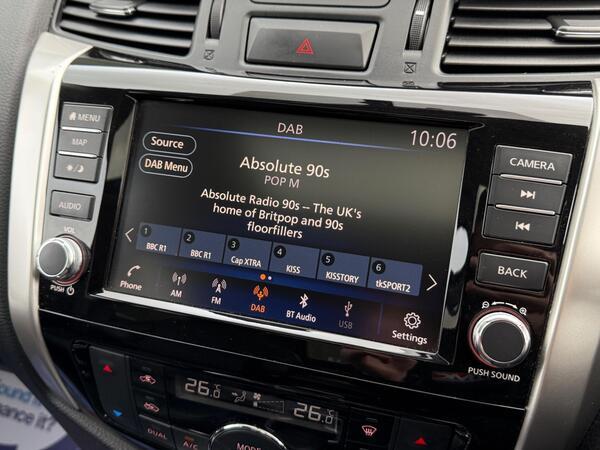 DAB
10:06
Source
DAB Menu
Absolute 90s
POP M
Absolute Radio 90s -- The UK's
home of Britpop and 90s
floorfillers
1 BBC R1
2 BBC R1
3 Cap XTRA
4 KISS
5 KISSTORY
6 tkSPORT2
Phone
AM
FM
DAB
BT Audio
USB
Settings
MENU
MAP
AUDIO
VOL
PUSH
CAMERA
BACK
PUSH SOUND
26.0
26.0
DUAL
A/C
MODE